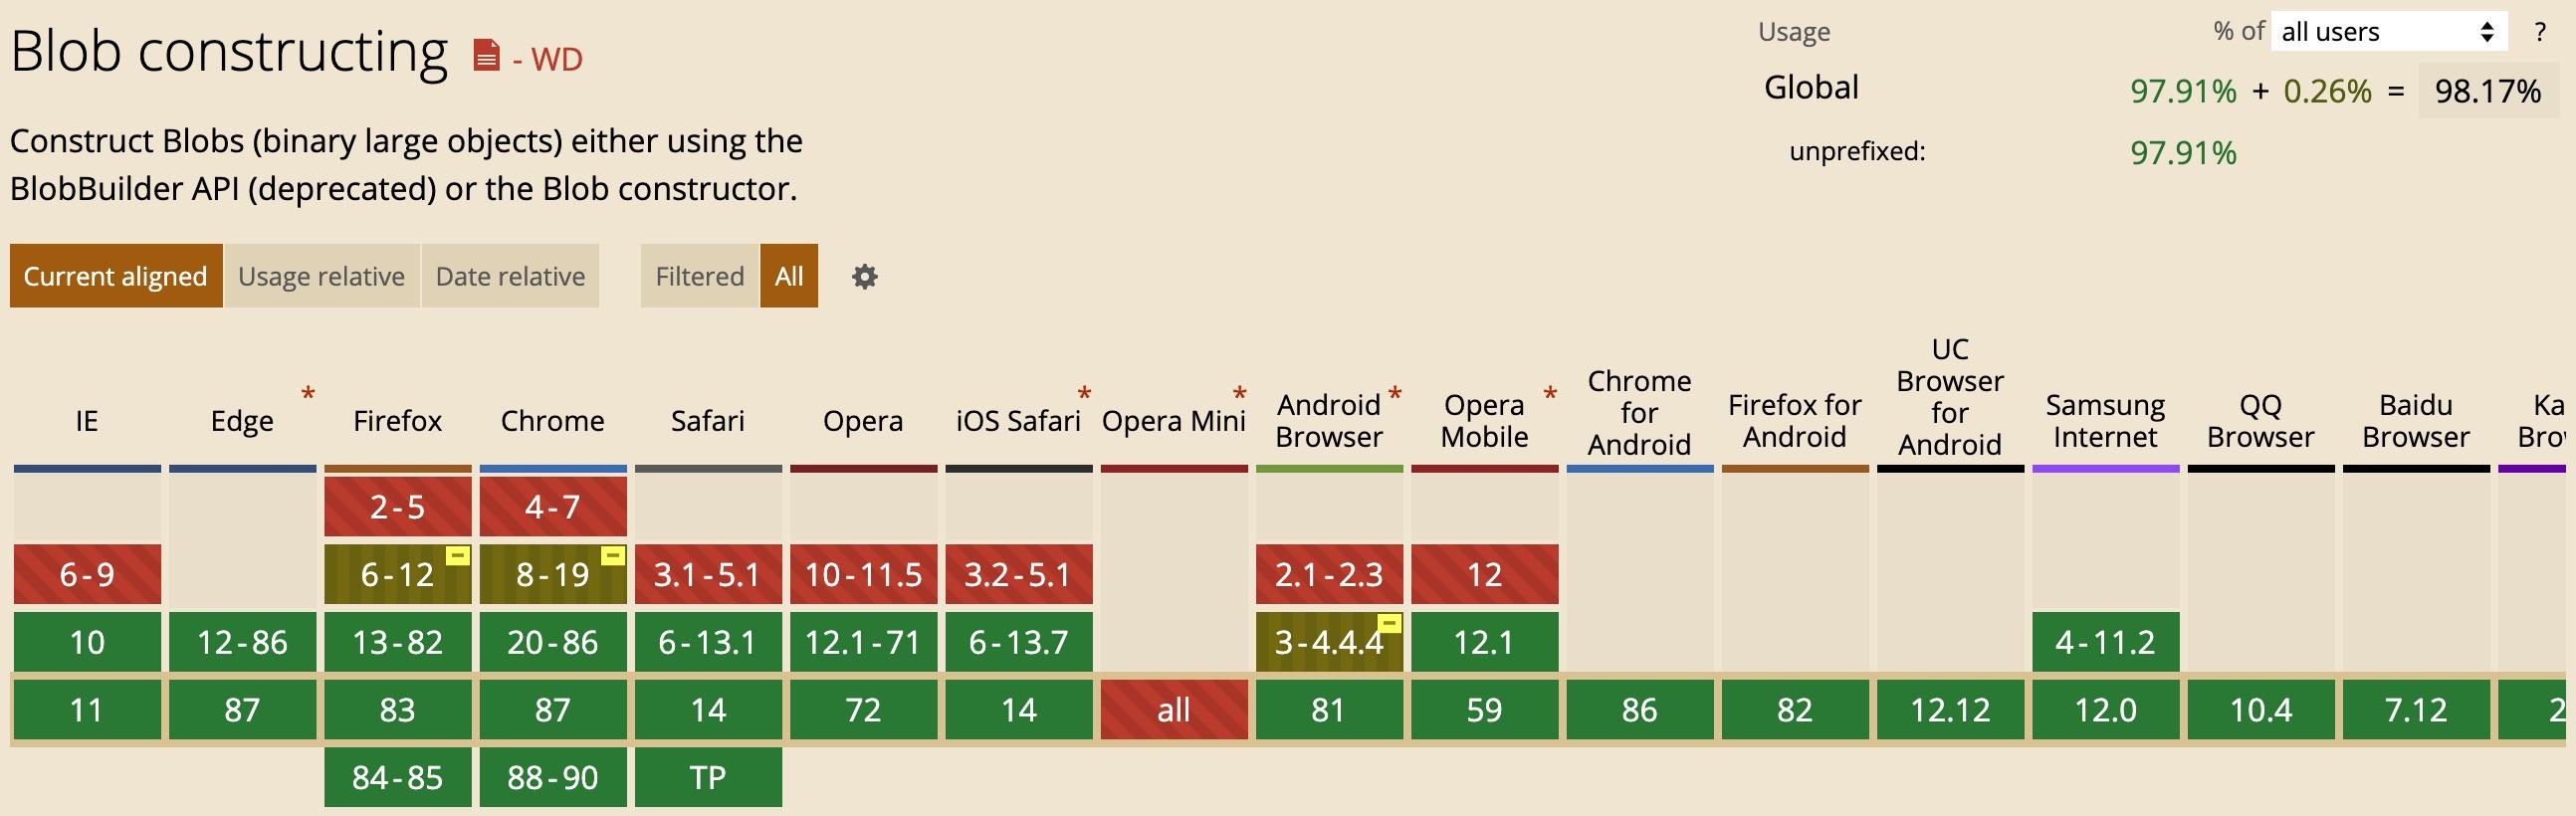 Blob constructing - WD
Usage % of all users ?
Global 97.91% + 0.26% = 98.17%
unprefixed: 97.91%
Construct Blobs (binary large objects) either using the
BlobBuilder API (deprecated) or the Blob constructor.
Current aligned Usage relative Date relative Filtered All
IE
Edge *
Firefox
Chrome
Safari
Opera
iOS Safari *
Opera Mini *
Android *
Browser
Opera *
Mobile
Chrome
for
Android
Firefox for
Android
UC
Browser
for
Android
Samsung
Internet
QQ
Browser
Baidu
Browser
Ka
Bro
2-5 4-7
6-9 6-12 8-19 3.1-5.1 10-11.5 3.2-5.1 2.1-2.3 12
10 12-86 13-82 20-86 6-13.1 12.1-71 6-13.7 3-4.4.4 12.1 4-11.2
11 87 83 87 14 72 14 all 81 59 86 82 12.12 12.0 10.4 7.12 2
84-85 88-90 TP